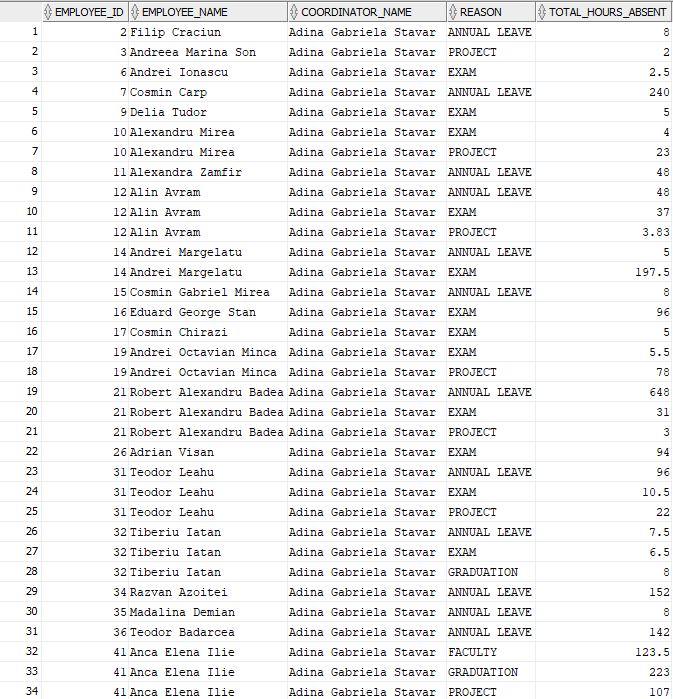 EMPLOYEE_ID EMPLOYEE_NAME COORDINATOR_NAME REASON TOTAL_HOURS_ABSENT
1 2 Filip Craciun Adina Gabriela Stavar ANNUAL LEAVE 8
2 3 Andreea Marina Son Adina Gabriela Stavar PROJECT 2
3 6 Andrei Ionascu Adina Gabriela Stavar EXAM 2.5
4 7 Cosmin Carp Adina Gabriela Stavar ANNUAL LEAVE 240
5 9 Delia Tudor Adina Gabriela Stavar EXAM 5
6 10 Alexandru Mirea Adina Gabriela Stavar EXAM 4
7 10 Alexandru Mirea Adina Gabriela Stavar PROJECT 23
8 11 Alexandra Zamfir Adina Gabriela Stavar ANNUAL LEAVE 48
9 12 Alin Avram Adina Gabriela Stavar ANNUAL LEAVE 48
10 12 Alin Avram Adina Gabriela Stavar EXAM 37
11 12 Alin Avram Adina Gabriela Stavar PROJECT 3.83
12 14 Andrei Margelatu Adina Gabriela Stavar ANNUAL LEAVE 5
13 14 Andrei Margelatu Adina Gabriela Stavar EXAM 197.5
14 15 Cosmin Gabriel Mirea Adina Gabriela Stavar ANNUAL LEAVE 8
15 16 Eduard George Stan Adina Gabriela Stavar EXAM 96
16 17 Cosmin Chirazi Adina Gabriela Stavar EXAM 5
17 19 Andrei Octavian Minca Adina Gabriela Stavar EXAM 5.5
18 19 Andrei Octavian Minca Adina Gabriela Stavar PROJECT 78
19 21 Robert Alexandru Badea Adina Gabriela Stavar ANNUAL LEAVE 648
20 21 Robert Alexandru Badea Adina Gabriela Stavar EXAM 31
21 21 Robert Alexandru Badea Adina Gabriela Stavar PROJECT 3
22 26 Adrian Visan Adina Gabriela Stavar EXAM 94
23 31 Teodor Leahu Adina Gabriela Stavar ANNUAL LEAVE 96
24 31 Teodor Leahu Adina Gabriela Stavar EXAM 10.5
25 31 Teodor Leahu Adina Gabriela Stavar PROJECT 22
26 32 Tiberiu Iatan Adina Gabriela Stavar ANNUAL LEAVE 7.5
27 32 Tiberiu Iatan Adina Gabriela Stavar EXAM 6.5
28 32 Tiberiu Iatan Adina Gabriela Stavar GRADUATION 8
29 34 Razvan Azoitei Adina Gabriela Stavar ANNUAL LEAVE 152
30 35 Madalina Demian Adina Gabriela Stavar ANNUAL LEAVE 8
31 36 Teodor Badarcea Adina Gabriela Stavar ANNUAL LEAVE 142
32 41 Anca Elena Ilie Adina Gabriela Stavar FACULTY 123.5
33 41 Anca Elena Ilie Adina Gabriela Stavar GRADUATION 223
34 41 Anca Elena Ilie Adina Gabriela Stavar PROJECT 107